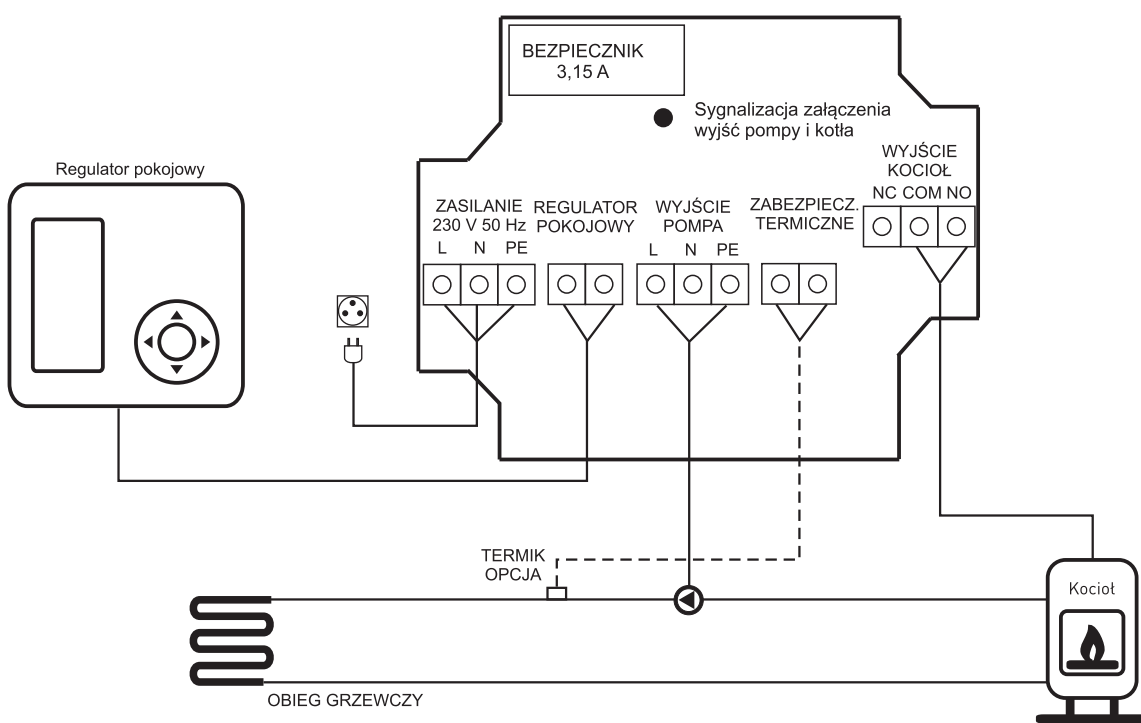 BEZPIECZNIK
3,15 A
Sygnalizacja załączenia
wyjść pompy i kotła
WYJŚCIE
KOCIOŁ
NC COM NO
Regulator pokojowy
ZASILANIE
230 V 50 Hz
L N PE
REGULATOR
POKOJOWY
WYJŚCIE
POMPA
L N PE
ZABEZPIECZ.
TERMICZNE
TERMIK
OPCJA
Kocioł
OBIEG GRZEWCZY